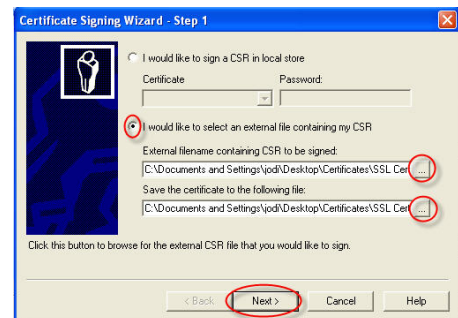 Certificate Signing Wizard - Step 1
I would like to sign a CSR in local store
Certificate Password:
I would like to select an external file containing my CSR
External filename containing CSR to be signed:
C:\Documents and Settings\jodi\Desktop\Certificates\SSL Cer ...
Save the certificate to the following file:
C:\Documents and Settings\jodi\Desktop\Certificates\SSL Cert ...
Click this button to browse for the external CSR file that you would like to sign.
< Back Next > Cancel Help